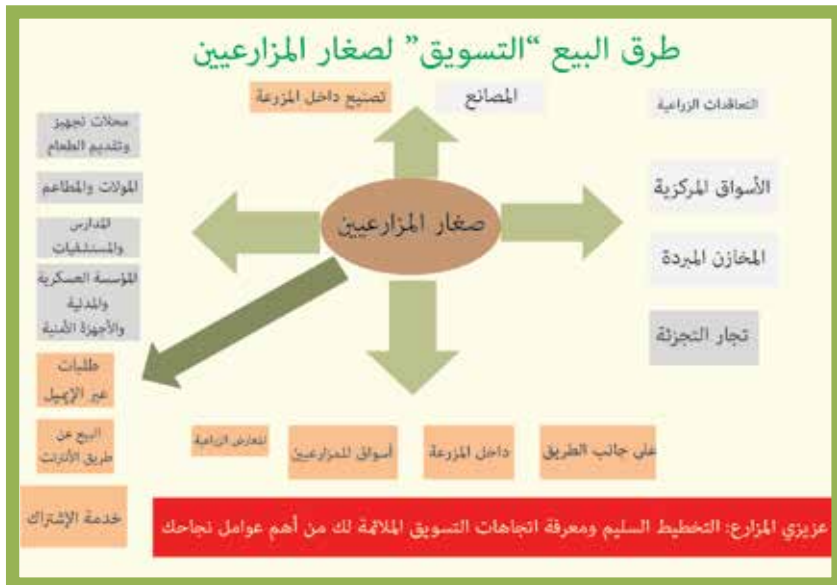 طرق البيع “التسويق” لصغار المزارعيين
تصنيع داخل المزرعة
المصانع
التعاقدات الزراعية
الأسواق المركزية
المخازن المبردة
تجار التجزئة
صغار المزارعيين
محلات تجهيز
وتقديم الطعام
المولات والمطاعم
المدارس
والمستشفيات
المؤسسة العسكرية
والمدنية
والأجهزة الأمنية
طلبات
عبر الإيميل
البيع عن
طريق الأنترنت
خدمة الإشتراك
على جانب الطريق
داخل المزرعة
أسواق للمزارعيين
المعارض الزراعية
عزيزي المزارع: التخطيط السليم ومعرفة اتجاهات التسويق الملائمة لك من أهم عوامل نجاحك